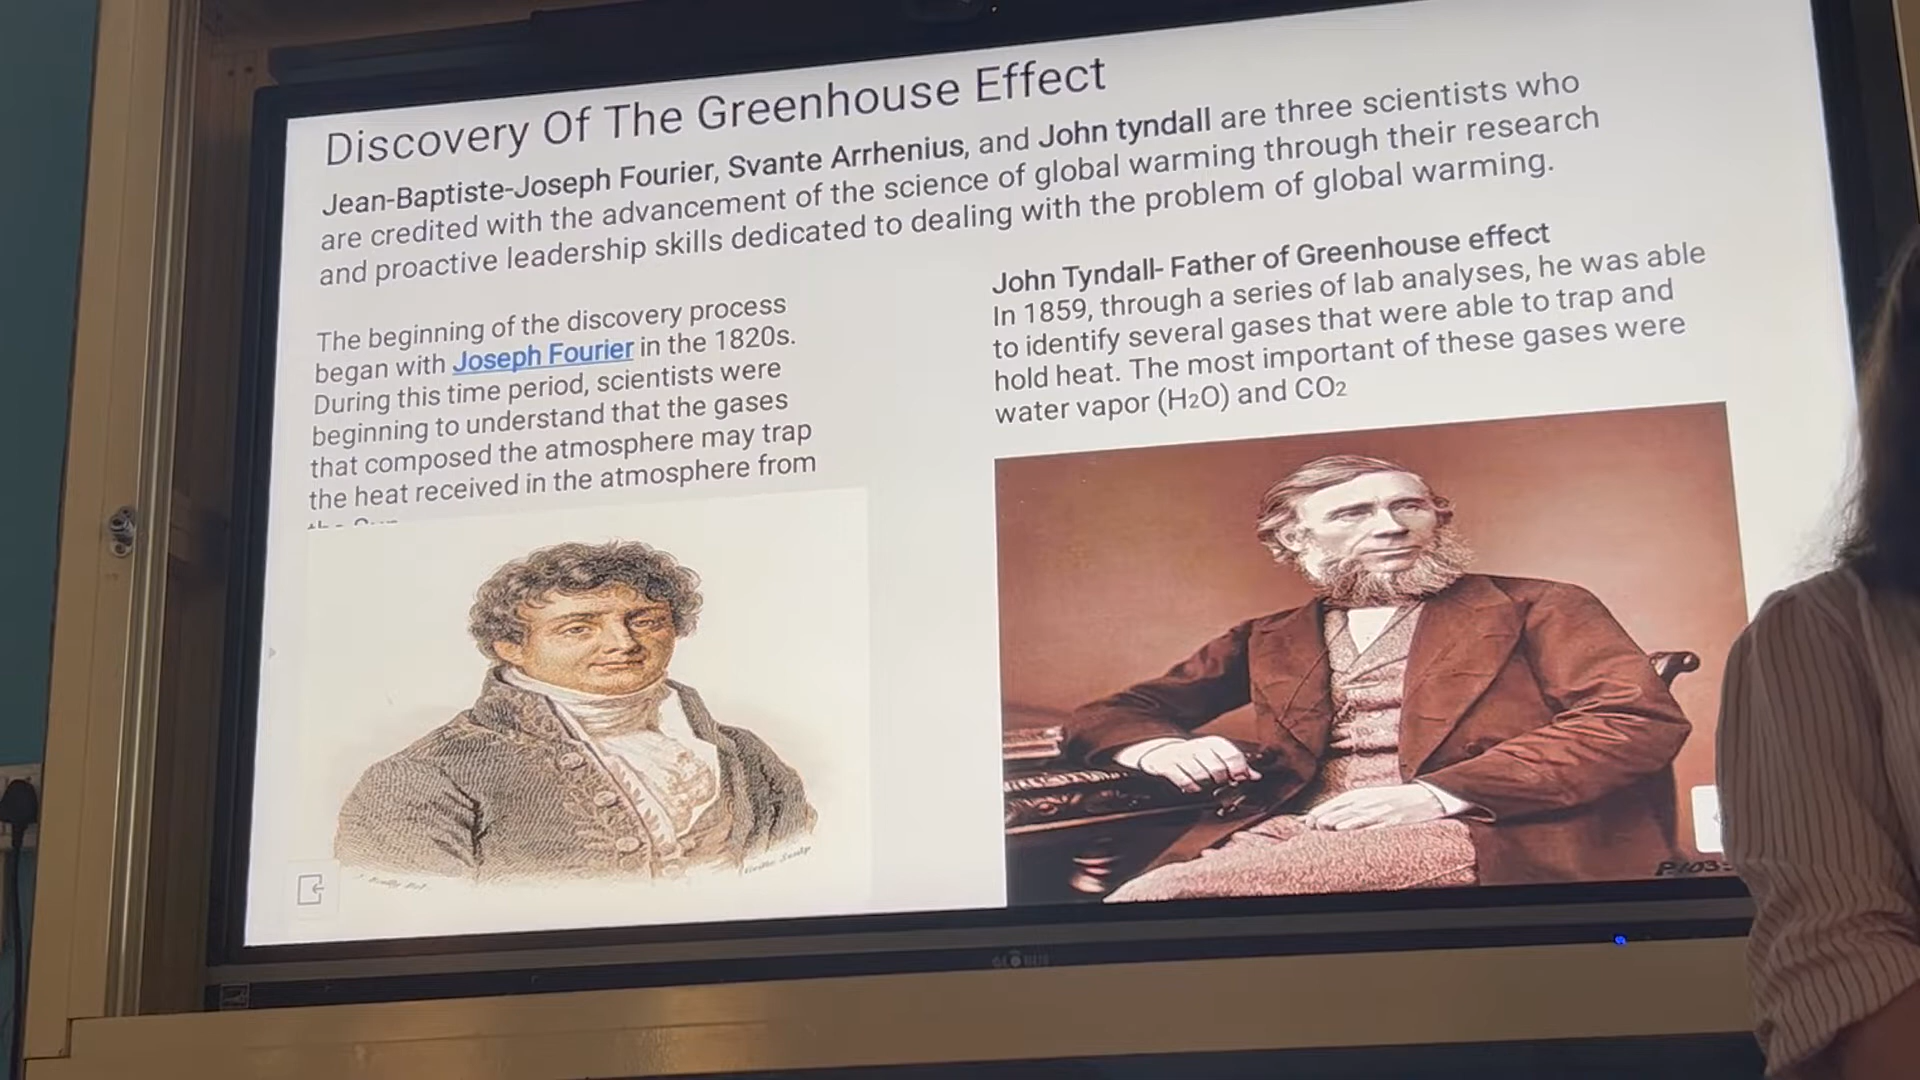 Discovery Of The Greenhouse Effect
Jean-Baptiste-Joseph Fourier, Svante Arrhenius, and John tyndall are three scientists who
are credited with the advancement of the science of global warming through their research
and proactive leadership skills dedicated to dealing with the problem of global warming.
The beginning of the discovery process
began with Joseph Fourier in the 1820s.
During this time period, scientists were
beginning to understand that the gases
that composed the atmosphere may trap
the heat received in the atmosphere from
John Tyndall- Father of Greenhouse effect
In 1859, through a series of lab analyses, he was able
to identify several gases that were able to trap and
hold heat. The most important of these gases were
water vapor (H2O) and CO2